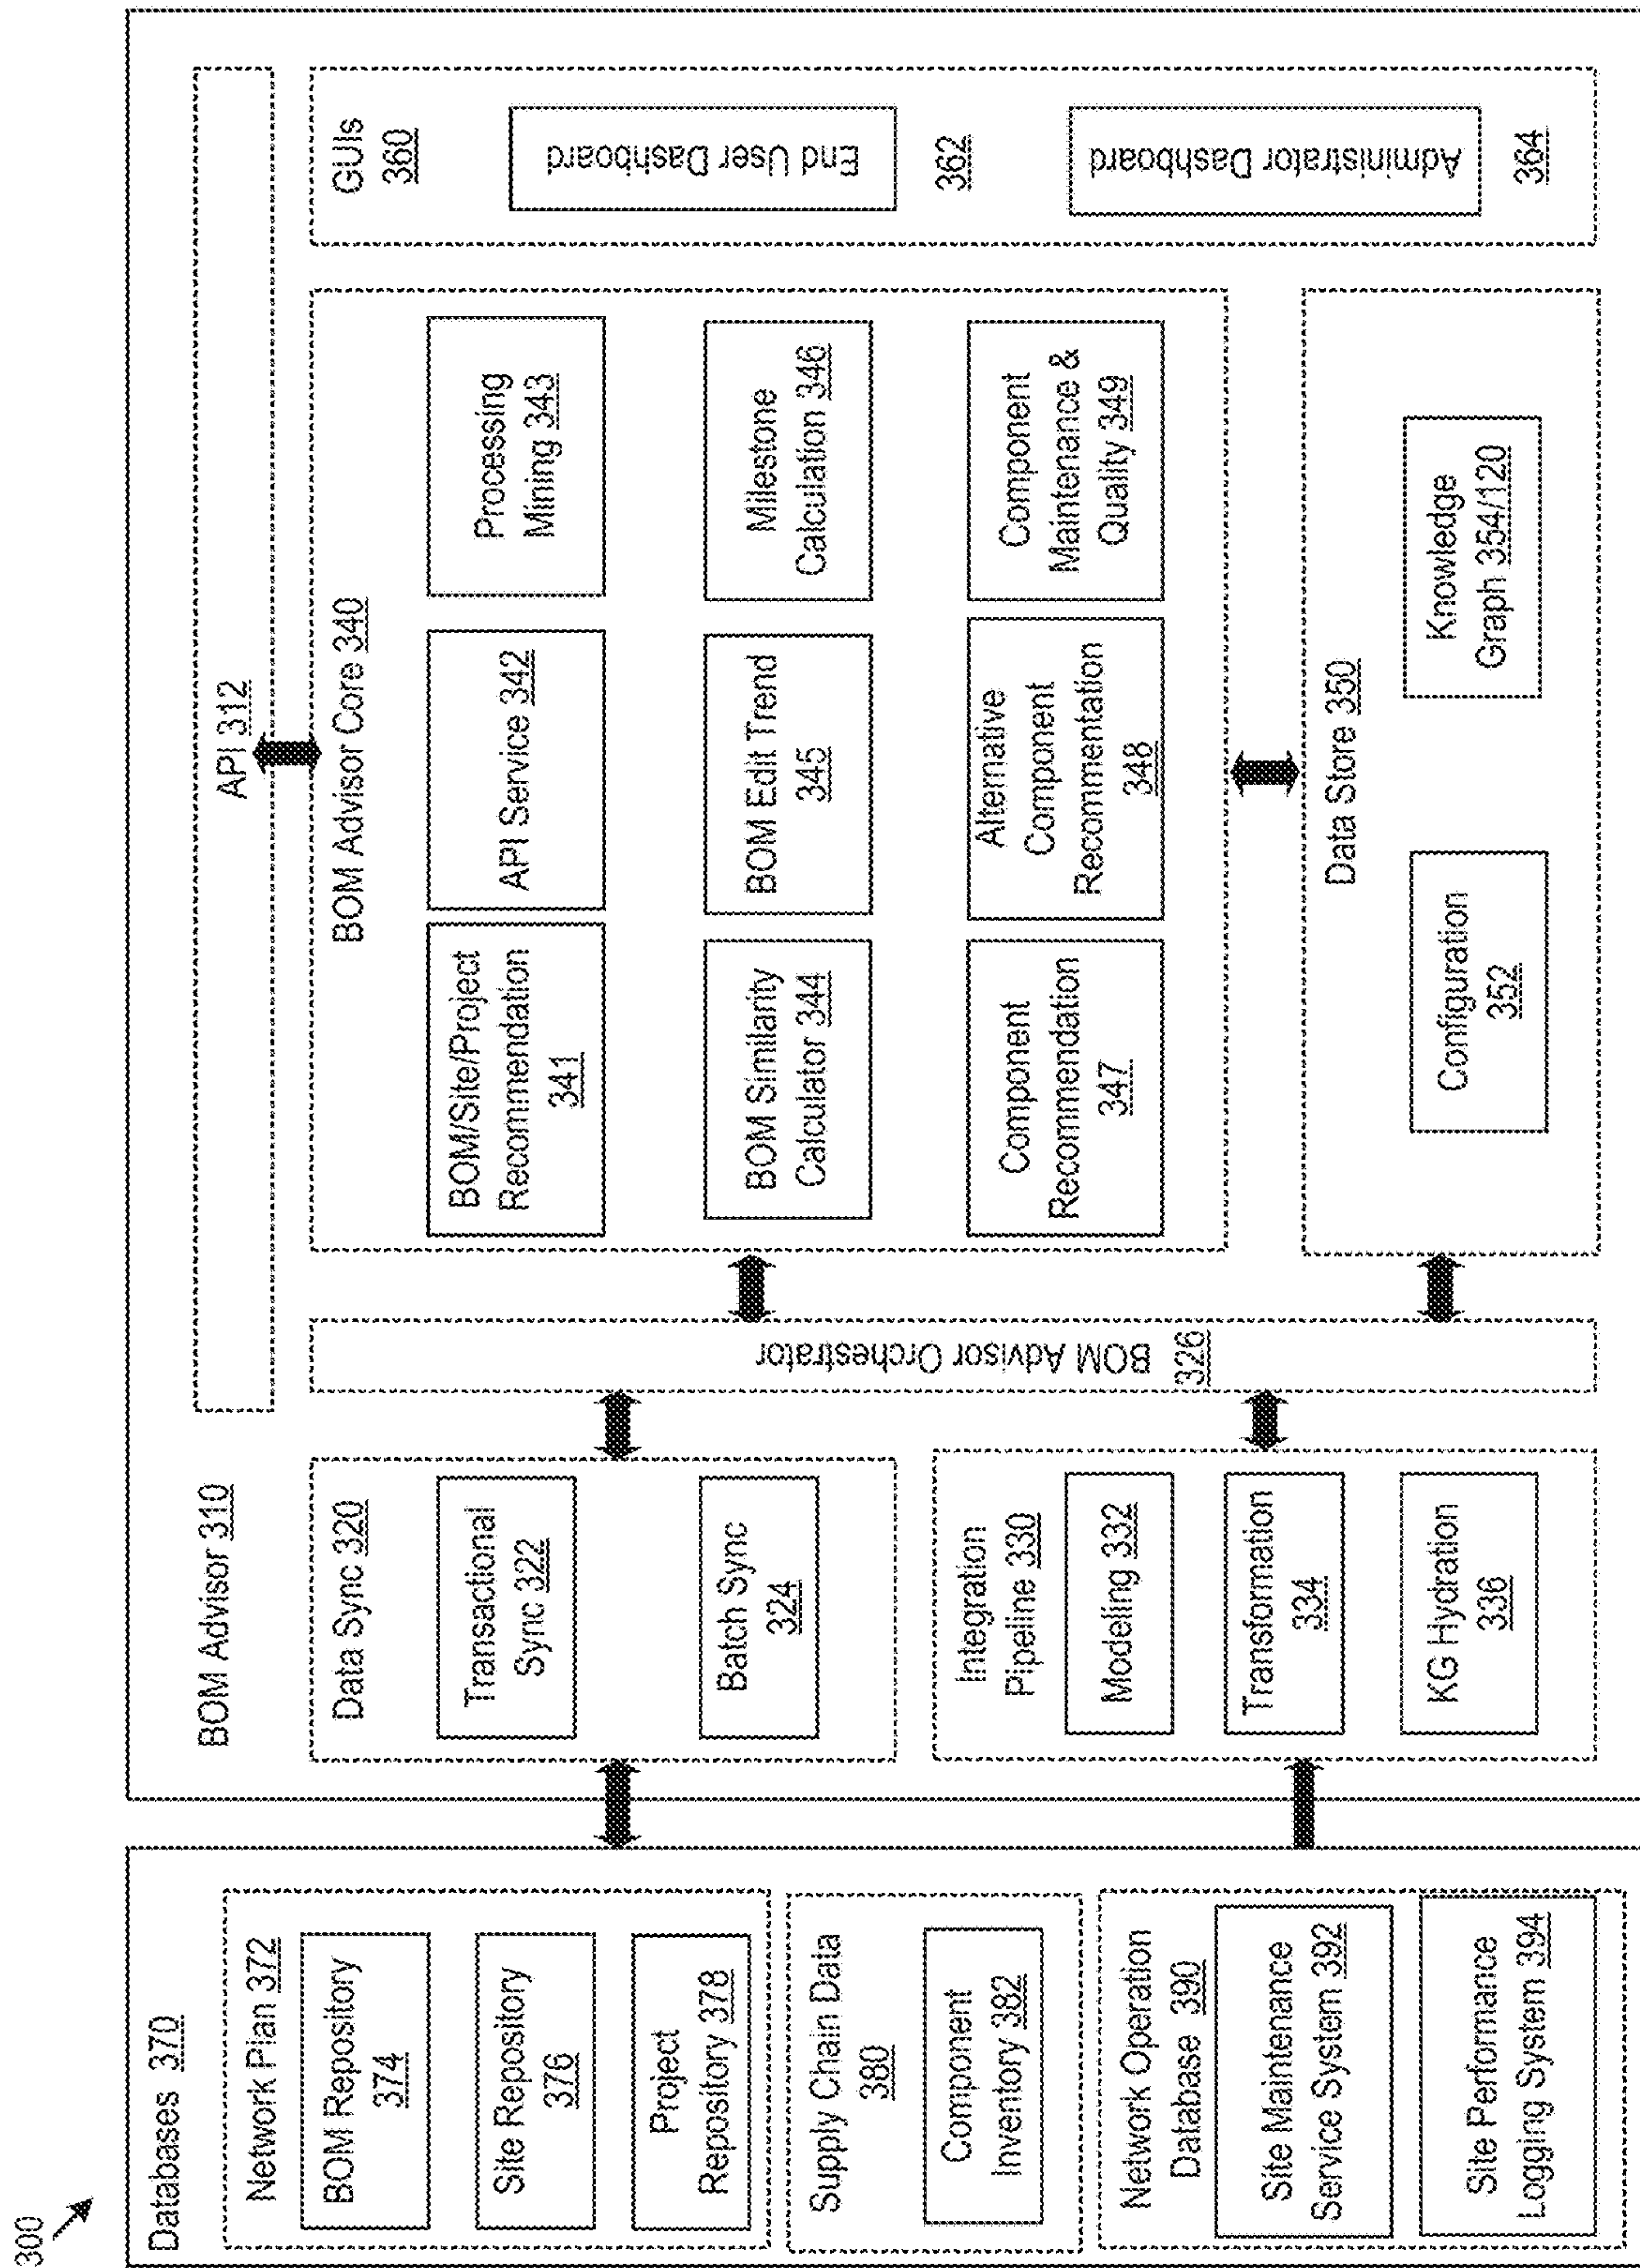 300
Databases 370
Network Plan 372
BOM Repository
374
Site Repository
376
Project
Repository 378
Supply Chain Data
380
Component
Inventory 382
Network Operation
Database 390
Site Maintenance
Service System 392
Site Performance
Logging System 394
BOM Advisor 310
API 312
Data Sync 320
Transactional
Sync 322
Batch Sync
324
Integration
Pipeline 330
Modeling 332
Transformation
334
KG Hydration
336
BOM Advisor Orchestrator
326
BOM Advisor Core 340
BOM/Site/Project
Recommendation
341
API Service 342
Processing
Mining 343
BOM Similarity
Calculator 344
BOM Edit Trend
345
Milestone
Calculation 346
Component
Recommendation
347
Alternative
Component
Recommentation
348
Component
Maintenance &
Quality 349
Data Store 350
Configuration
352
Knowledge
Graph 354/120
GUIs
360
End User Dashboard
362
Administrator Dashboard
364